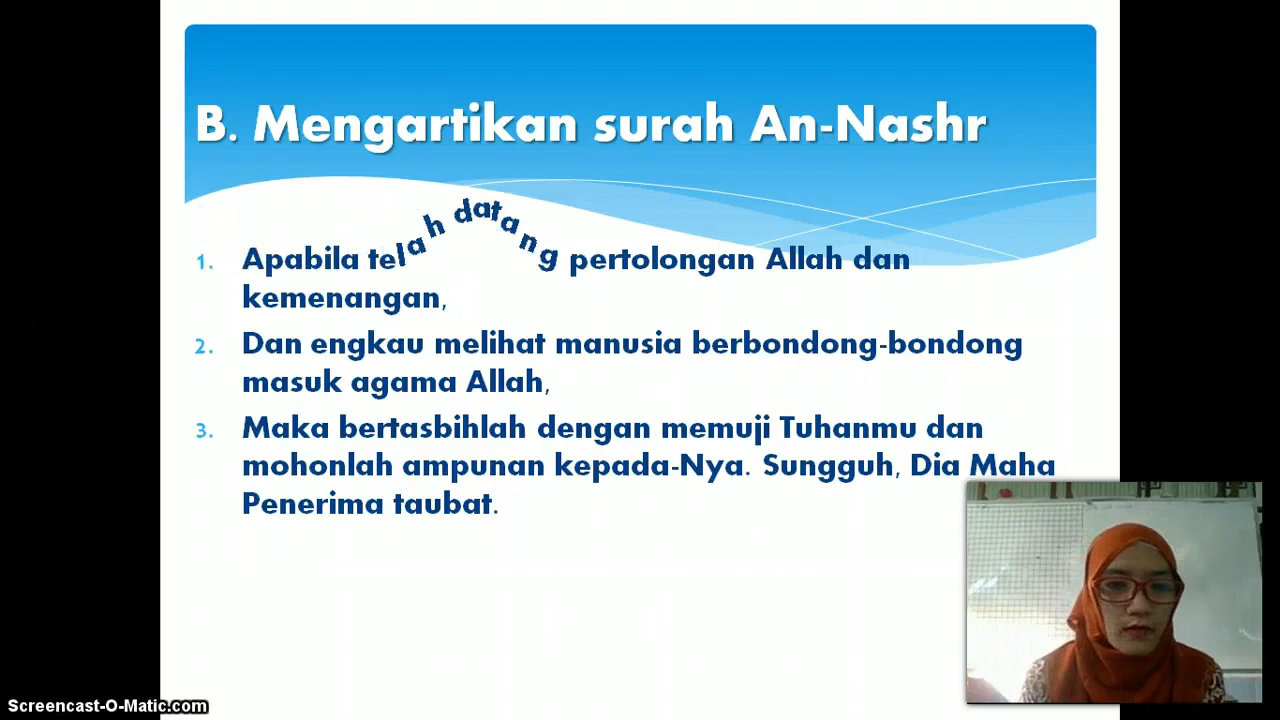 B. Mengartikan surah An-Nashr
1. Apabila telah datang pertolongan Allah dan
kemenangan,
2. Dan engkau melihat manusia berbondong-bondong
masuk agama Allah,
3. Maka bertasbihlah dengan memuji Tuhanmu dan
mohonlah ampunan kepada-Nya. Sungguh, Dia Maha
Penerima taubat.
Screencast-O-Matic.com